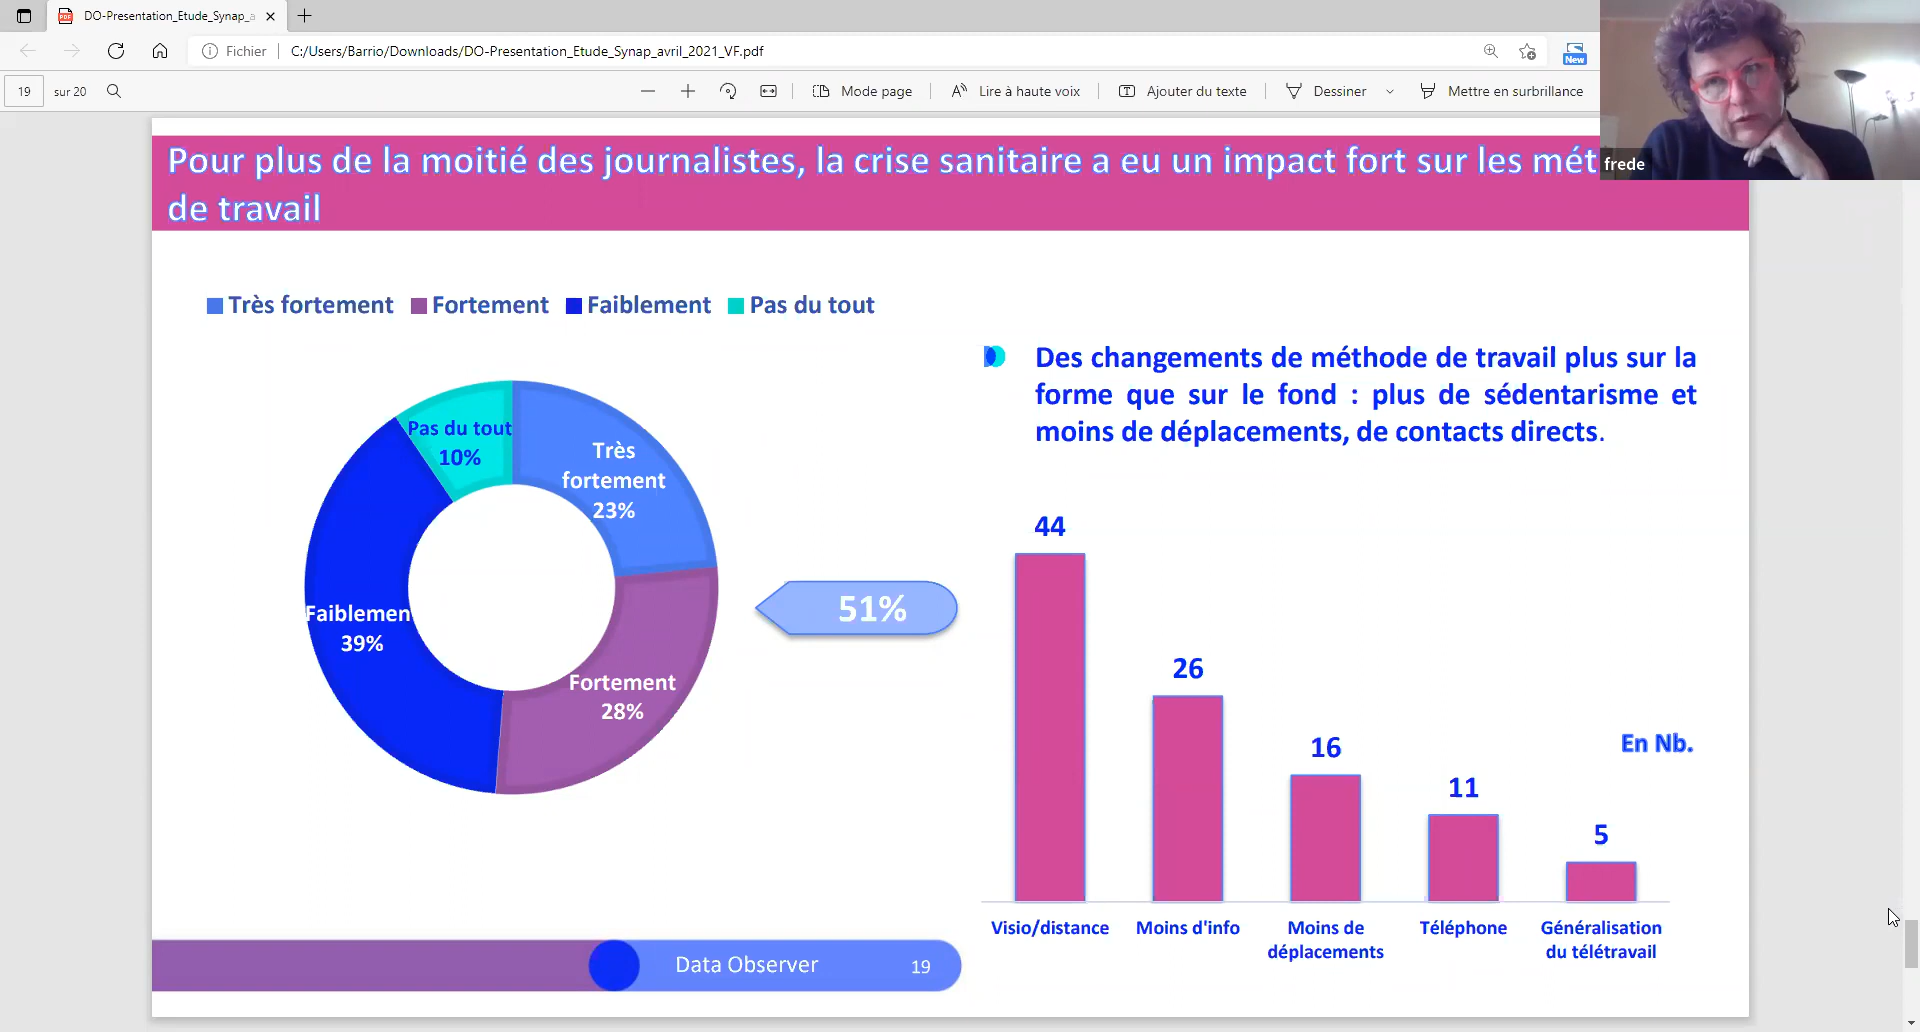 DO-Presentation_Etude_Synap_a
Fichier
C:/Users/Barrio/Downloads/DO-Presentation_Etude_Synap_avril_2021_VF.pdf
New
19 sur 20
Mode page
Lire à haute voix
Ajouter du texte
Dessiner
Mettre en surbrillance
Pour plus de la moitié des journalistes, la crise sanitaire a eu un impact fort sur les mét
de travail
frede
Très fortement Fortement Faiblement Pas du tout
Pas du tout
10%
Très
fortement
23%
Faiblemen
39%
Fortement
28%
51%
Des changements de méthode de travail plus sur la
forme que sur le fond : plus de sédentarisme et
moins de déplacements, de contacts directs.
44
26
16
11
5
En Nb.
Visio/distance
Moins d'info
Moins de
déplacements
Téléphone
Généralisation
du télétravail
Data Observer 19